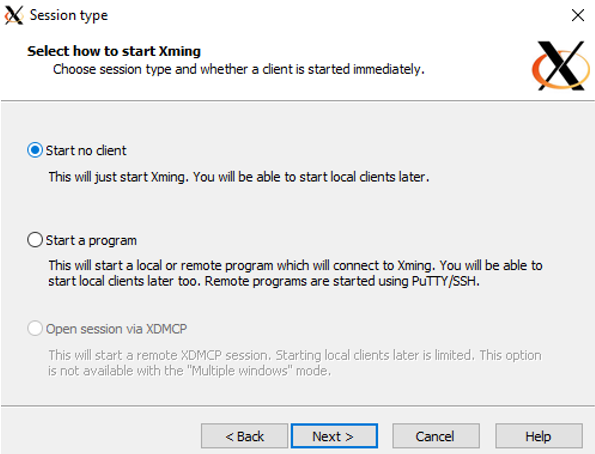 Session type
Select how to start Xming
Choose session type and whether a client is started immediately.
Start no client
This will just start Xming. You will be able to start local clients later.
Start a program
This will start a local or remote program which will connect to Xming. You will be able to
start local clients later too. Remote programs are started using PuTTY/SSH.
Open session via XDMCP
This will start a remote XDMCP session. Starting local clients later is limited. This option
is not available with the "Multiple windows" mode.
< Back Next > Cancel Help